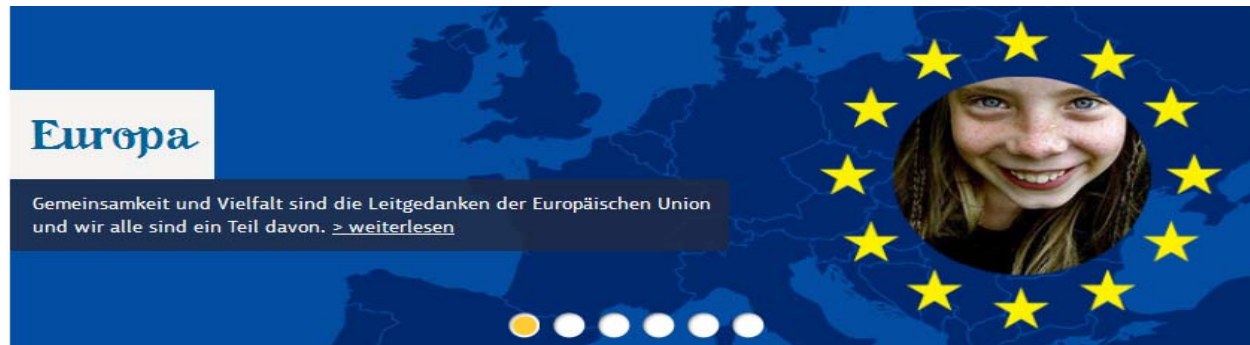 Europa
Gemeinsamkeit und Vielfalt sind die Leitgedanken der Europäischen Union
und wir alle sind ein Teil davon. > weiterlesen